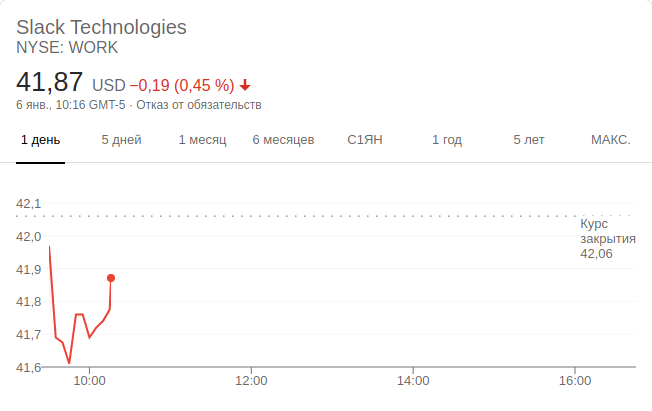 Slack Technologies
NYSE: WORK
41,87 USD −0,19 (0,45 %)
6 янв., 10:16 GMT-5 · Отказ от обязательств
1 день 5 дней 1 месяц 6 месяцев С1ЯН 1 год 5 лет МАКС.
42,1
42,0
41,9
41,8
41,7
41,6
Курс
закрытия
42,06
10:00 12:00 14:00 16:00